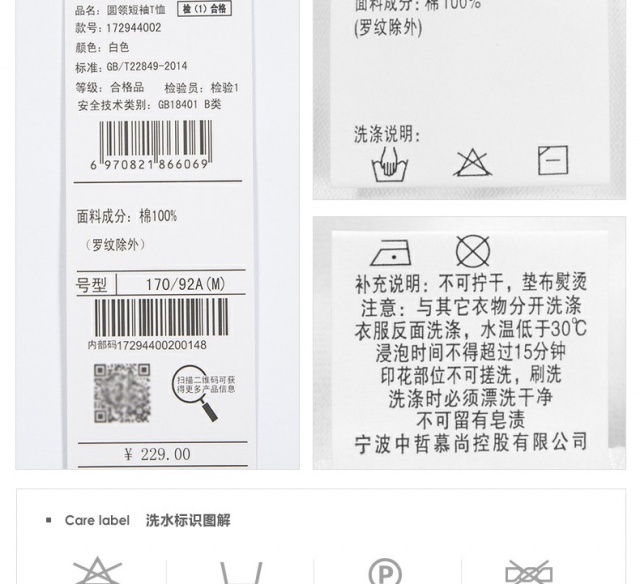 品名：圆领短袖T恤
检(1)合格
款号：172944002
颜色：白色
标准：GB/T22849-2014
等级：合格品 检验员：检验1
安全技术类别：GB18401 B类
6 970821 866069
面料成分：棉100%
（罗纹除外）
号型 170/92A(M)
内部码17294400200148
扫描二维码可获
得更多产品信息
¥ 229.00
面料成分：棉100%
(罗纹除外)
洗涤说明：
补充说明：不可拧干，垫布熨烫
注意：与其它衣物分开洗涤
衣服反面洗涤，水温低于30℃
浸泡时间不得超过15分钟
印花部位不可搓洗，刷洗
洗涤时必须漂洗干净
不可留有皂渍
宁波中哲慕尚控股有限公司
Care label 洗水标识图解
P